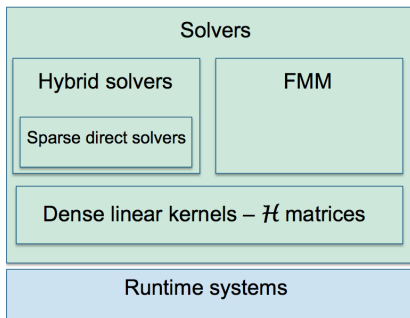 Solvers
Hybrid solvers
FMM
Sparse direct solvers
Dense linear kernels – ℋ matrices
Runtime systems